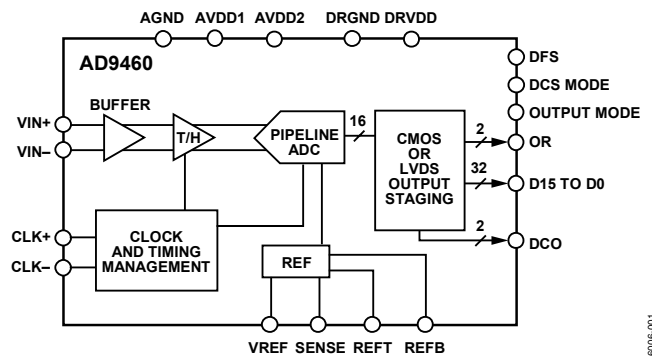 AGND AVDD1 AVDD2 DRGND DRVDD
AD9460
DFS
DCS MODE
OUTPUT MODE
BUFFER
VIN+
VIN–
T/H
PIPELINE
ADC
16
CMOS
OR
LVDS
OUTPUT
STAGING
2
OR
32
D15 TO D0
2
DCO
CLK+
CLK–
CLOCK
AND TIMING
MANAGEMENT
REF
VREF SENSE REFT REFB